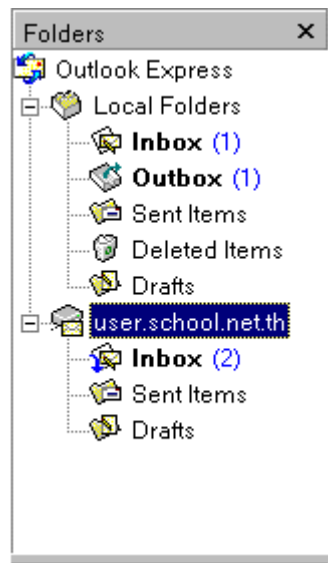 Folders
Outlook Express
Local Folders
Inbox (1)
Outbox (1)
Sent Items
Deleted Items
Drafts
user.school.net.th
Inbox (2)
Sent Items
Drafts